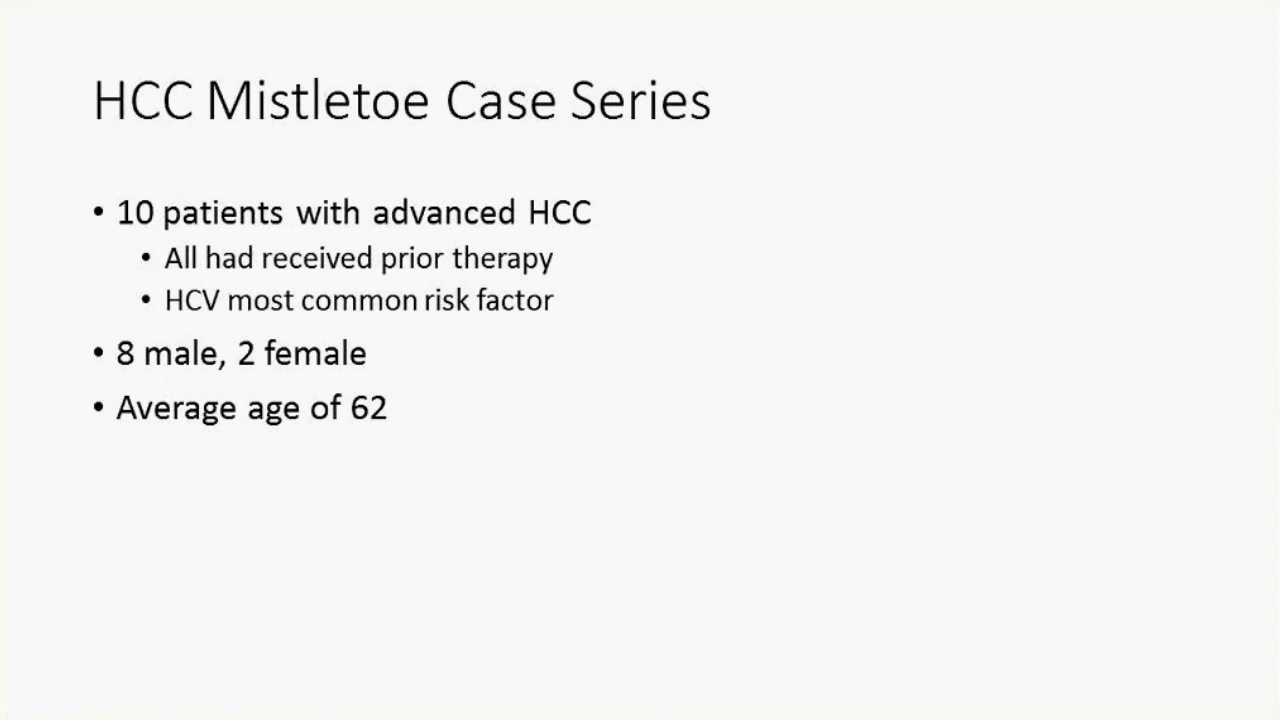 HCC Mistletoe Case Series
• 10 patients with advanced HCC
• All had received prior therapy
• HCV most common risk factor
• 8 male, 2 female
• Average age of 62